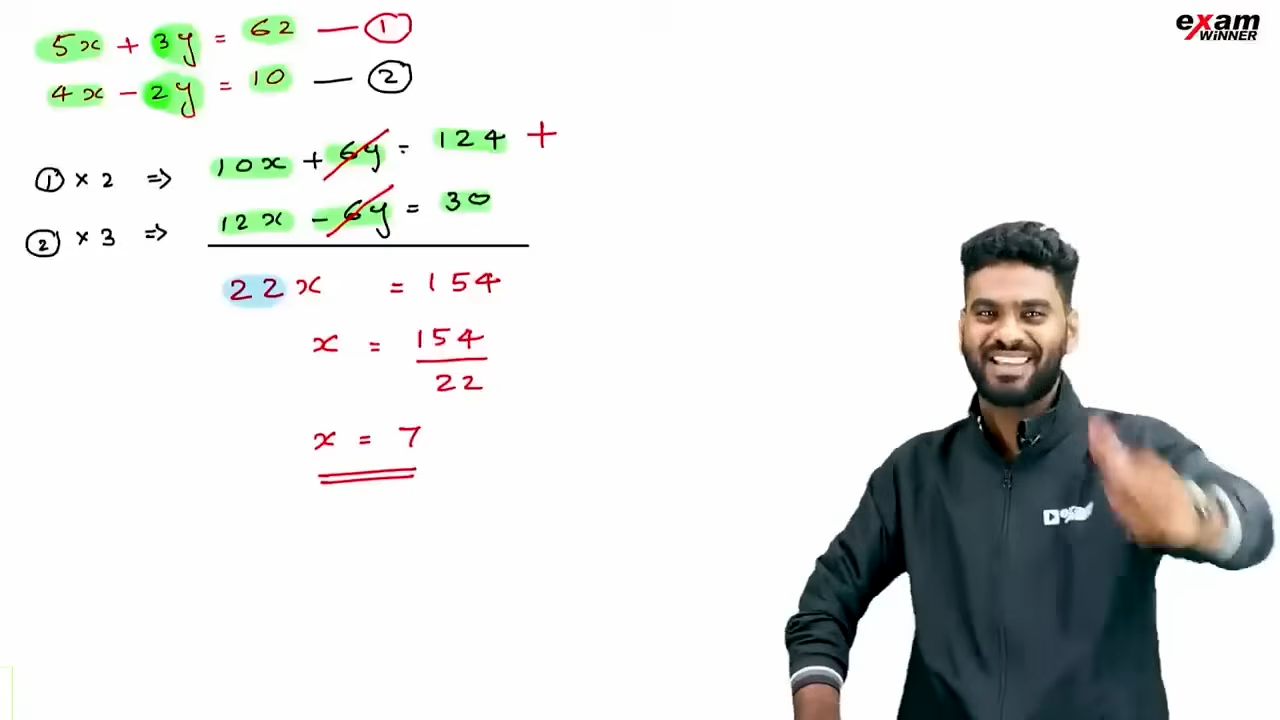 5x + 3y = 62 — ①
4x - 2y = 10 — ②
① × 2 ⇒ 10x + 6y = 124 +
② × 3 ⇒ 12x - 6y = 30
22x = 154
x = 154/22
x = 7
exam
WiNNER